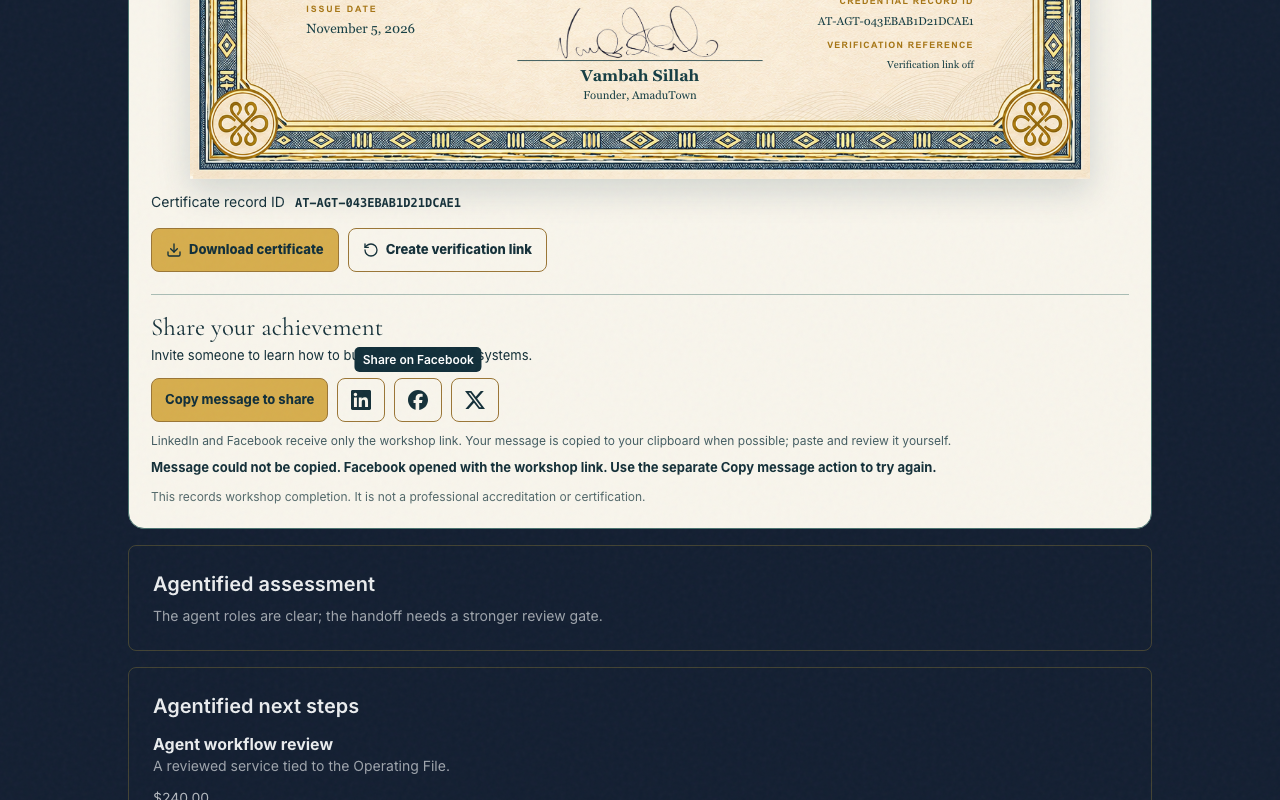 ISSUE DATE
November 5, 2026
CREDENTIAL RECORD ID
AT-AGT-043EBAB1D21DCAE1
VERIFICATION REFERENCE
Verification link off
Vambah Sillah
Founder, AmaduTown
Certificate record ID AT-AGT-043EBAB1D21DCAE1
Download certificate
Create verification link
Share your achievement
Invite someone to learn how to systems.
Share on Facebook
Copy message to share
LinkedIn and Facebook receive only the workshop link. Your message is copied to your clipboard when possible; paste and review it yourself.
Message could not be copied. Facebook opened with the workshop link. Use the separate Copy message action to try again.
This records workshop completion. It is not a professional accreditation or certification.
Agentified assessment
The agent roles are clear; the handoff needs a stronger review gate.
Agentified next steps
Agent workflow review
A reviewed service tied to the Operating File.
$240.00